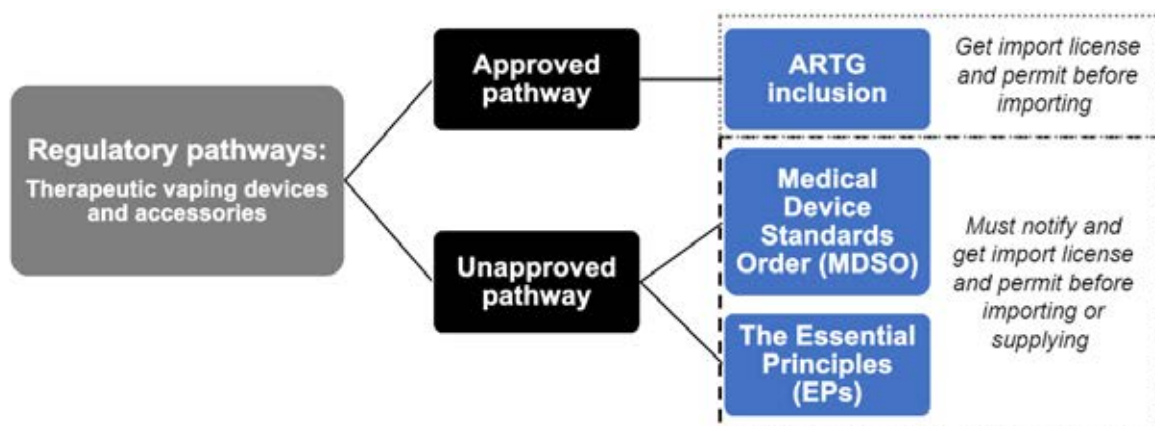 Regulatory pathways:
Therapeutic vaping devices
and accessories
Approved
pathway
ARTG
inclusion
Get import license
and permit before
importing
Unapproved
pathway
Medical
Device
Standards
Order (MDSO)
The Essential
Principles
(EPs)
Must notify and
get import license
and permit before
importing or
supplying